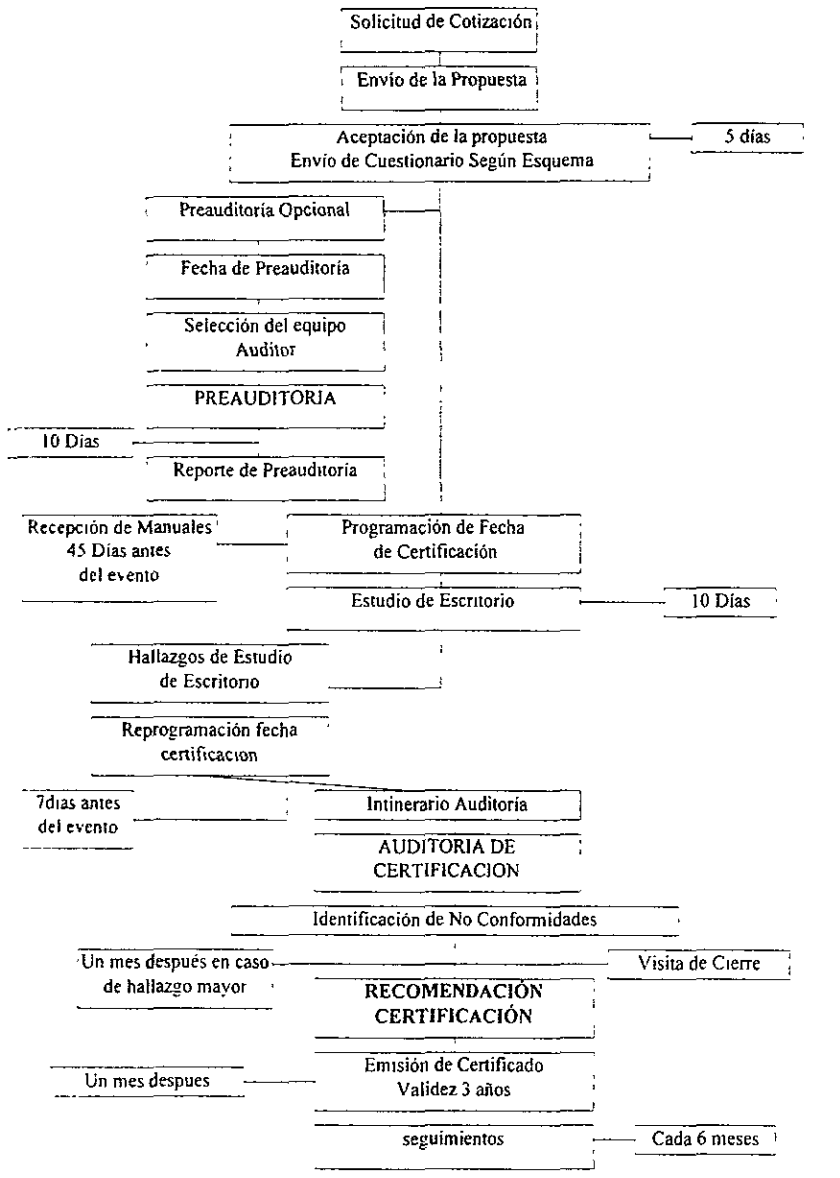 Solicitud de Cotización
Envío de la Propuesta
Aceptación de la propuesta
Envío de Cuestionario Según Esquema
5 días
Preauditoría Opcional
Fecha de Preauditoría
Selección del equipo
Auditor
PREAUDITORIA
10 Días
Reporte de Preauditoría
Recepción de Manuales
45 Días antes
del evento
Programación de Fecha
de Certificación
Estudio de Escritorio
10 Días
Hallazgos de Estudio
de Escritorio
Reprogramación fecha
certificacion
7dias antes
del evento
Intinerario Auditoría
AUDITORIA DE
CERTIFICACION
Identificación de No Conformidades
Un mes después en caso
de hallazgo mayor
Visita de Cierre
RECOMENDACIÓN
CERTIFICACIÓN
Un mes despues
Emisión de Certificado
Validez 3 años
seguimientos
Cada 6 meses